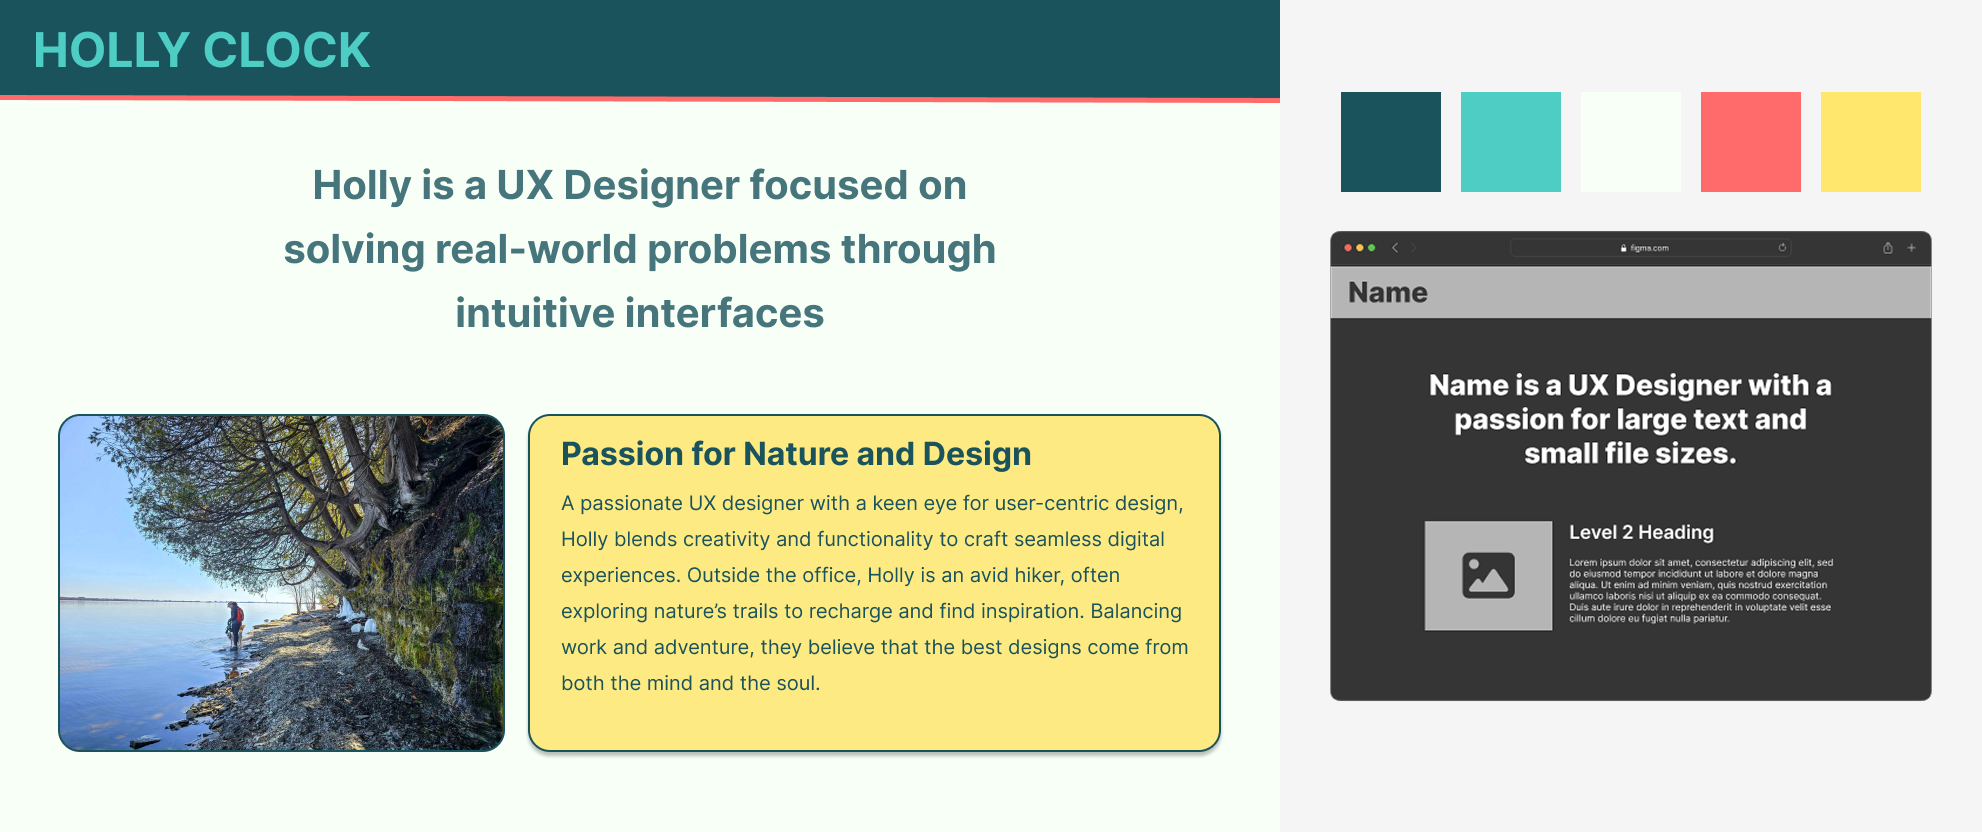 HOLLY CLOCK
Holly is a UX Designer focused on
solving real-world problems through
intuitive interfaces
Passion for Nature and Design
A passionate UX designer with a keen eye for user-centric design,
Holly blends creativity and functionality to craft seamless digital
experiences. Outside the office, Holly is an avid hiker, often
exploring nature’s trails to recharge and find inspiration. Balancing
work and adventure, they believe that the best designs come from
both the mind and the soul.
figma.com
Name
Name is a UX Designer with a
passion for large text and
small file sizes.
Level 2 Heading
Lorem ipsum dolor sit amet, consectetur adipiscing elit, sed
do eiusmod tempor incididunt ut labore et dolore magna
aliqua. Ut enim ad minim veniam, quis nostrud exercitation
ullamco laboris nisi ut aliquip ex ea commodo consequat.
Duis aute irure dolor in reprehenderit in voluptate velit esse
cillum dolore eu fugiat nulla pariatur.